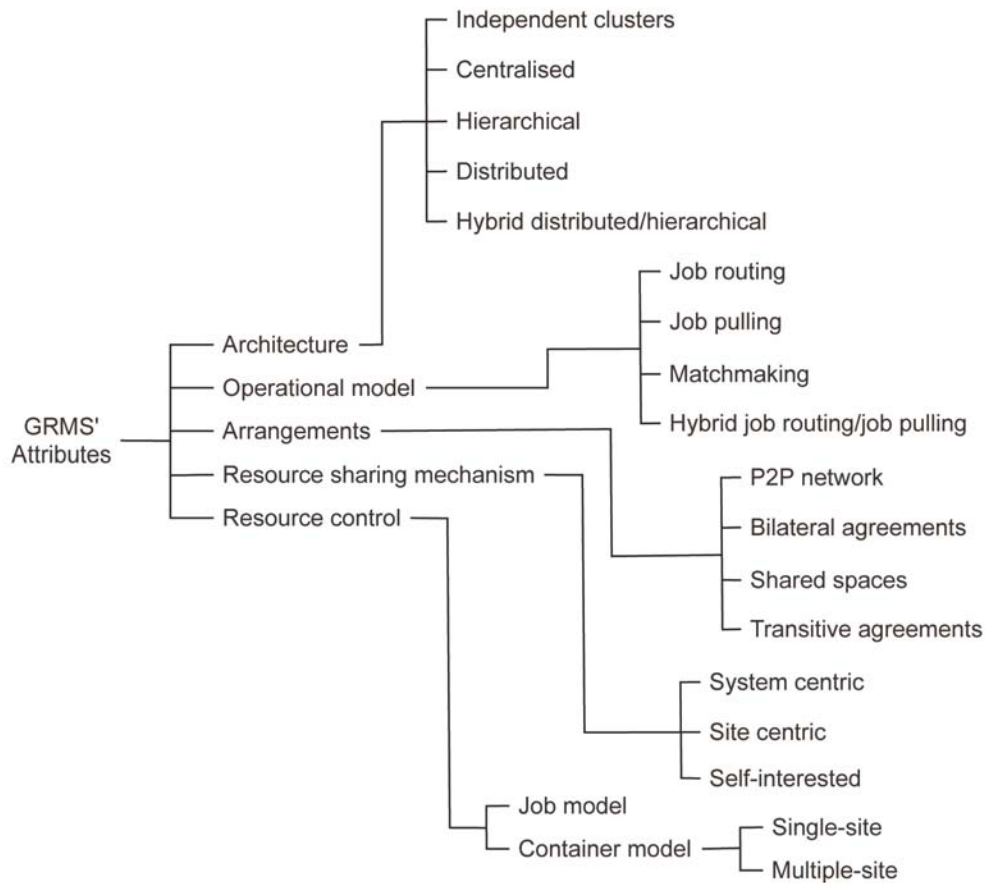 Independent clusters
Centralised
Hierarchical
Distributed
Hybrid distributed/hierarchical
Job routing
Job pulling
Matchmaking
Hybrid job routing/job pulling
GRMS'
Attributes
Architecture
Operational model
Arrangements
Resource sharing mechanism
Resource control
P2P network
Bilateral agreements
Shared spaces
Transitive agreements
System centric
Site centric
Self-interested
Job model
Container model
Single-site
Multiple-site